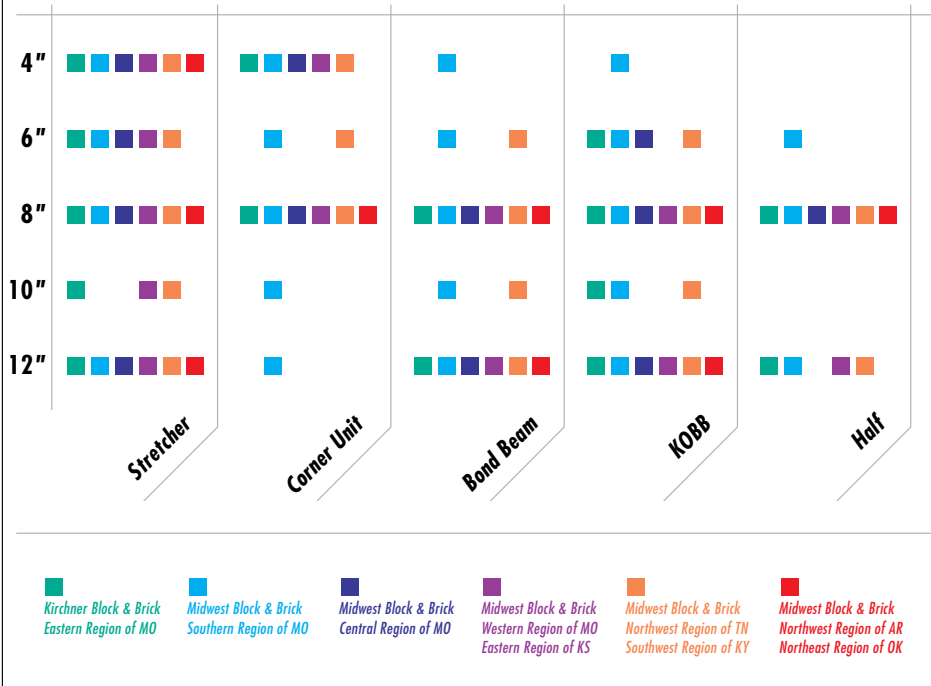 4"
6"
8"
10"
12"
Stretcher
Corner Unit
Bond Beam
KOBB
Half
Kirchner Block & Brick
Eastern Region of MO
Midwest Block & Brick
Southern Region of MO
Midwest Block & Brick
Central Region of MO
Midwest Block & Brick
Western Region of MO
Eastern Region of KS
Midwest Block & Brick
Northwest Region of TN
Southwest Region of KY
Midwest Block & Brick
Northwest Region of AR
Northeast Region of OK